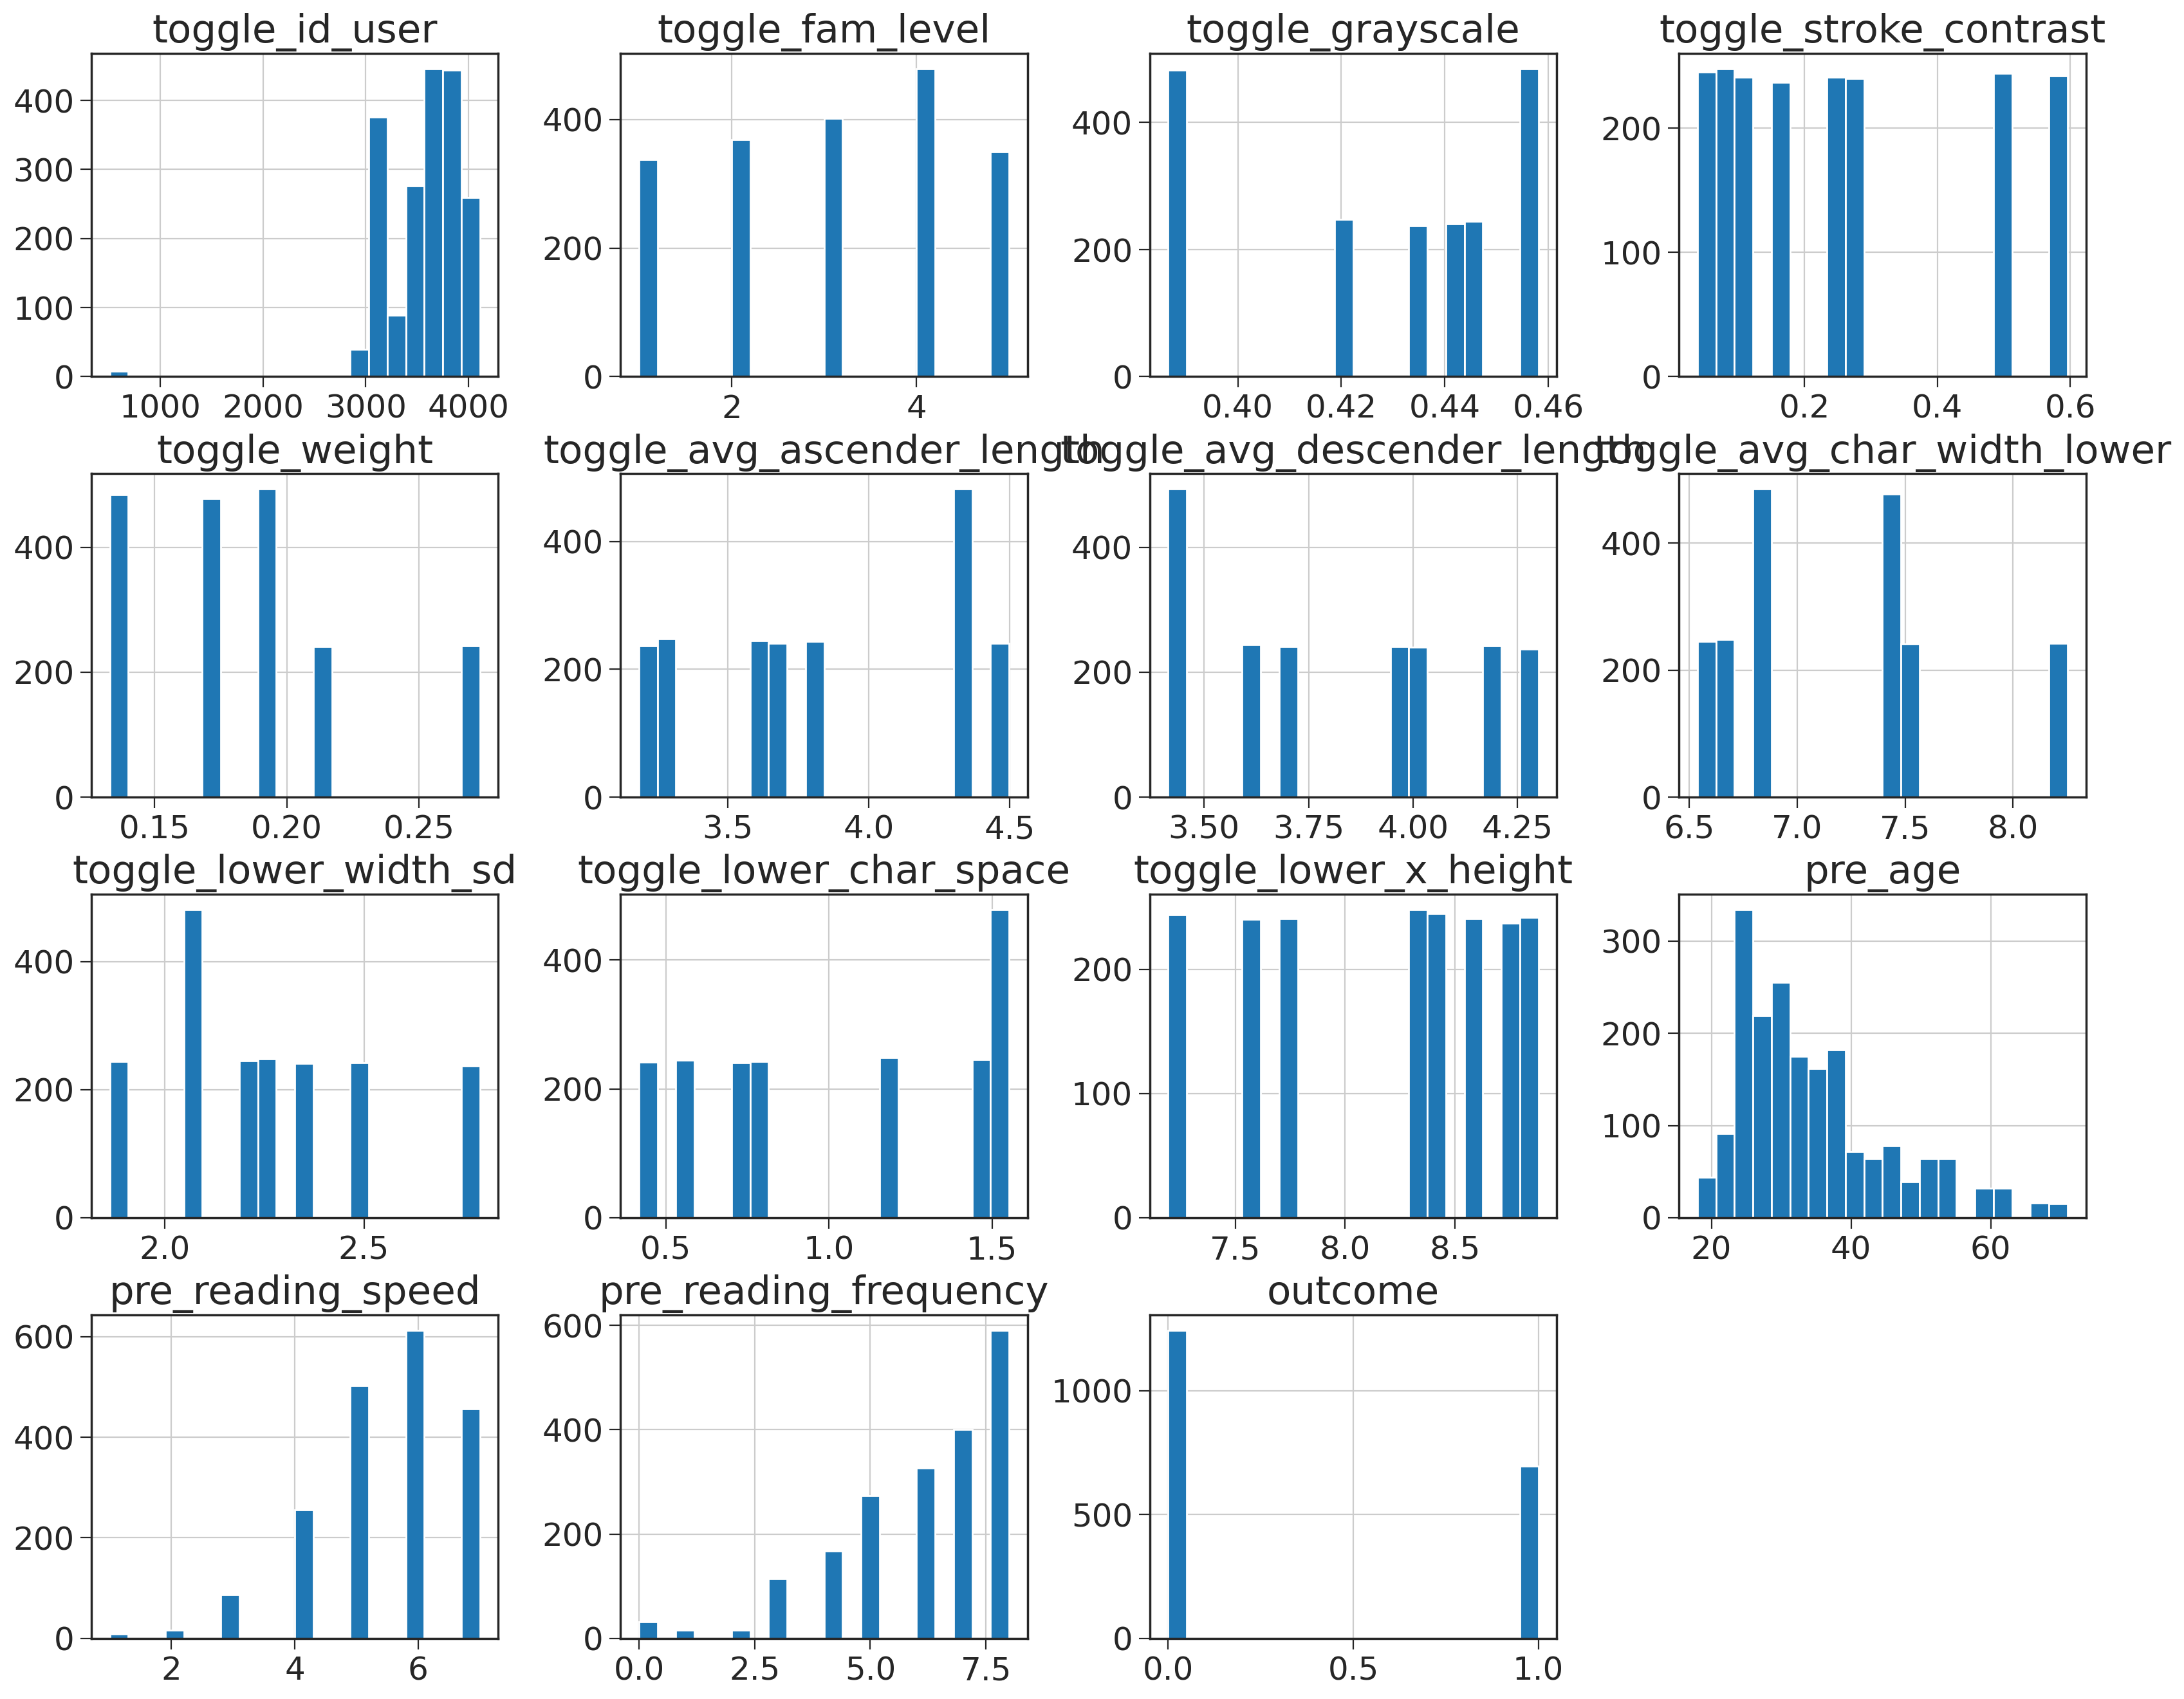 toggle_id_user toggle_fam_level toggle_grayscale toggle_stroke_contrast
400 400 400 200
300
200 200 200 100
100
0 0 0 0
1000 2000 3000 4000 2 4 0.40 0.42 0.44 0.46 0.2 0.4 0.6
toggle_weight toggle_avg_ascender_length toggle_avg_descender_length toggle_avg_char_width_lower
400 400 400 400
200 200 200 200
0 0 0 0
0.15 0.20 0.25 3.5 4.0 4.5 3.50 3.75 4.00 4.25 6.5 7.0 7.5 8.0
toggle_lower_width_sd toggle_lower_char_space toggle_lower_x_height pre_age
400 400 200 300
200 200 100 200
100
0 0 0 0
2.0 2.5 0.5 1.0 1.5 7.5 8.0 8.5 20 40 60
pre_reading_speed pre_reading_frequency outcome
600 600 1000
400 400 500
200 200
0 0 0
2 4 6 0.0 2.5 5.0 7.5 0.0 0.5 1.0